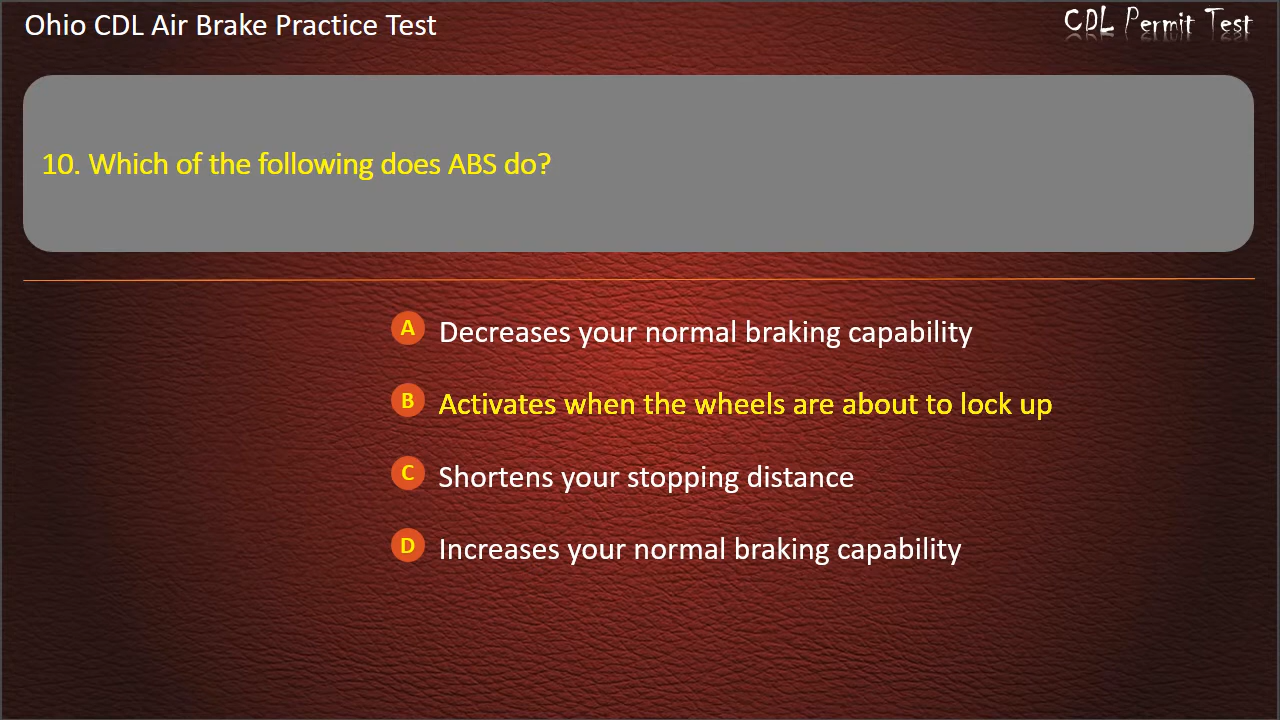 Ohio CDL Air Brake Practice Test
CDL Permit Test
10. Which of the following does ABS do?
A Decreases your normal braking capability
B Activates when the wheels are about to lock up
C Shortens your stopping distance
D Increases your normal braking capability